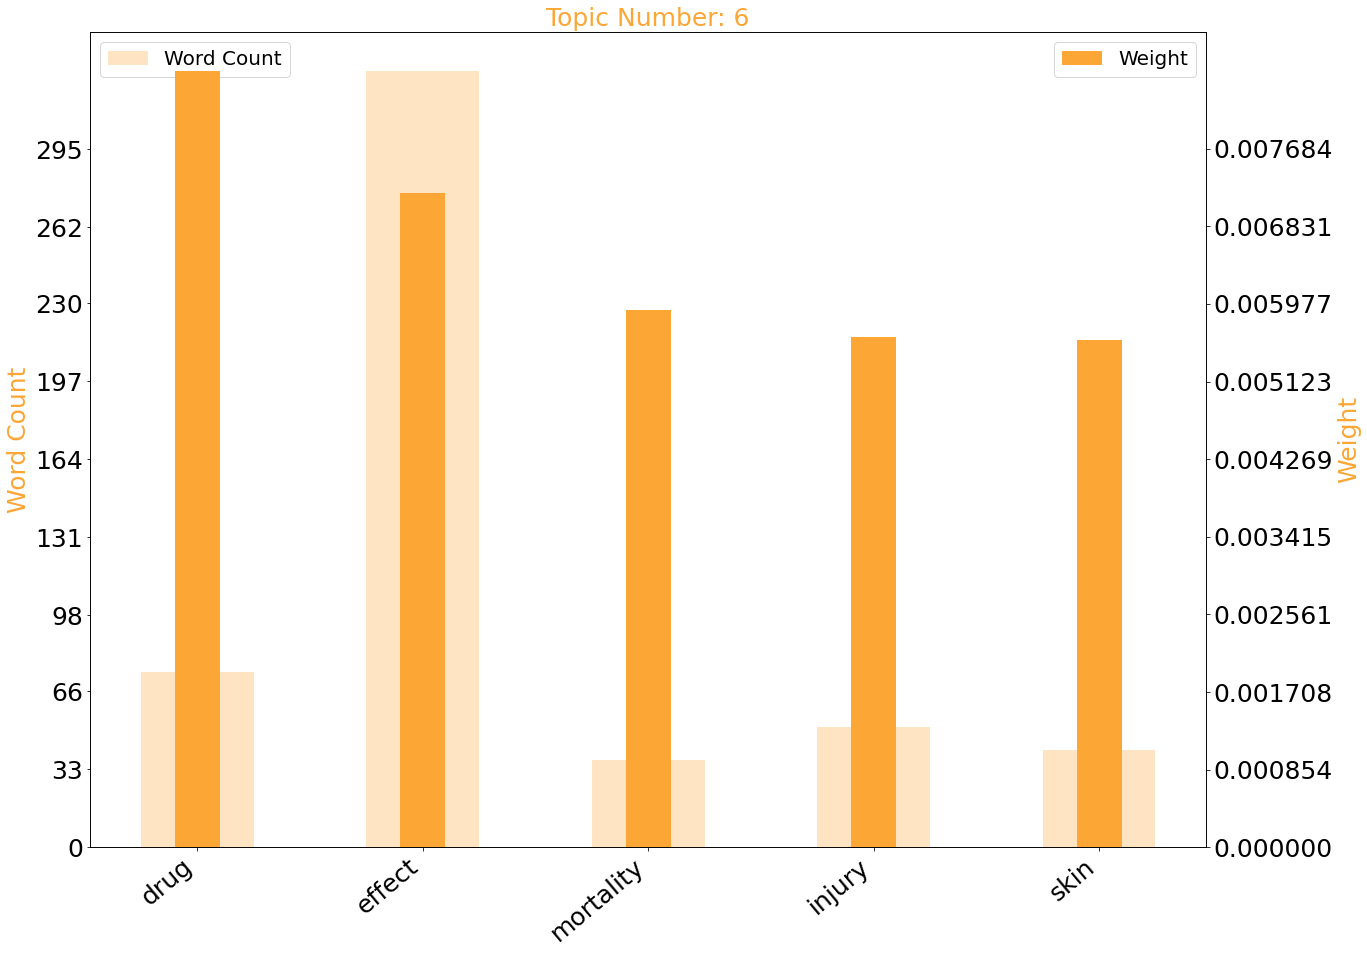 Topic Number: 6
Word Count
Weight
295
262
230
197
164
131
98
66
33
0
Word Count
0.007684
0.006831
0.005977
0.005123
0.004269
0.003415
0.002561
0.001708
0.000854
0.000000
Weight
drug
effect
mortality
injury
skin